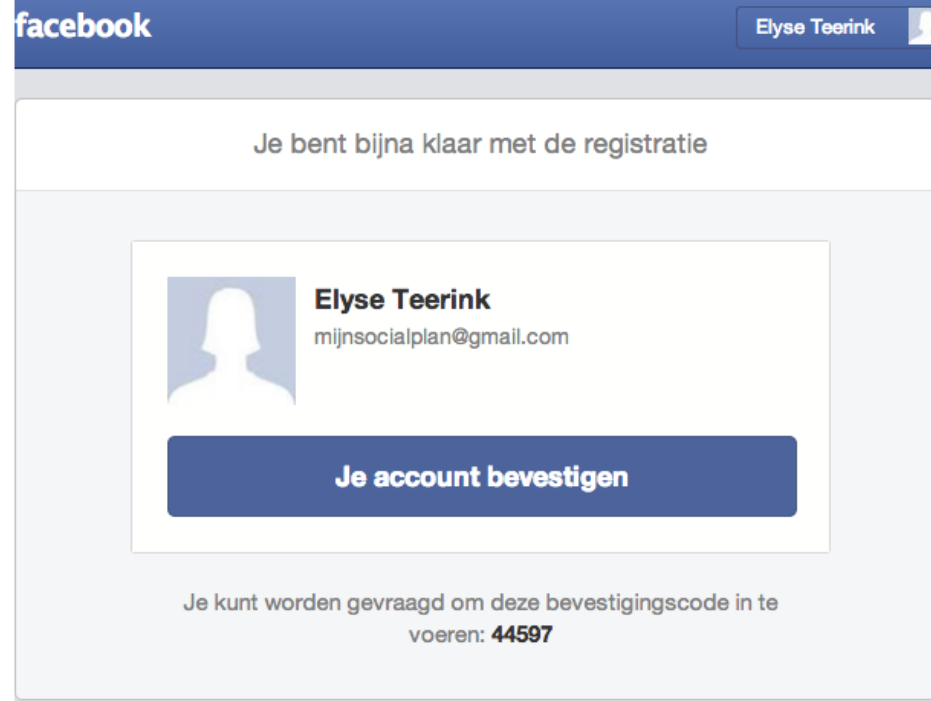 facebook
Elyse Teerink
Je bent bijna klaar met de registratie
Elyse Teerink
mijnsocialplan@gmail.com
Je account bevestigen
Je kunt worden gevraagd om deze bevestigingscode in te
voeren: 44597